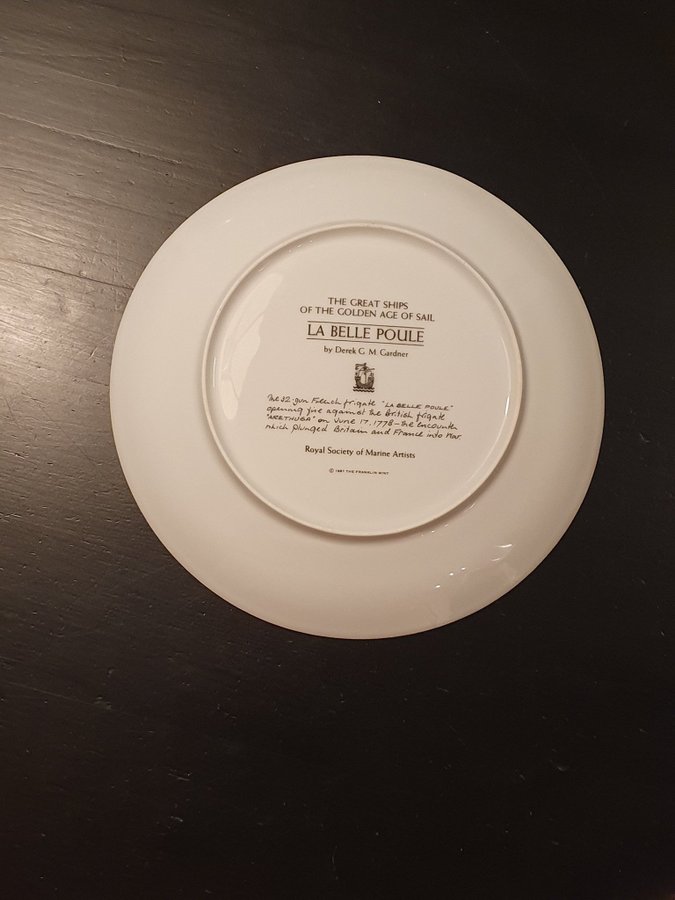 THE GREAT SHIPS
OF THE GOLDEN AGE OF SAIL
LA BELLE POULE
by Derek G. M. Gardner
The 32-gun French frigate "LA BELLE POULE"
opening fire against the British frigate
"ARETHUSA" on June 17, 1778 - the encounter
which plunged Britain and France into War.
Royal Society of Marine Artists
© 1981 THE FRANKLIN MINT